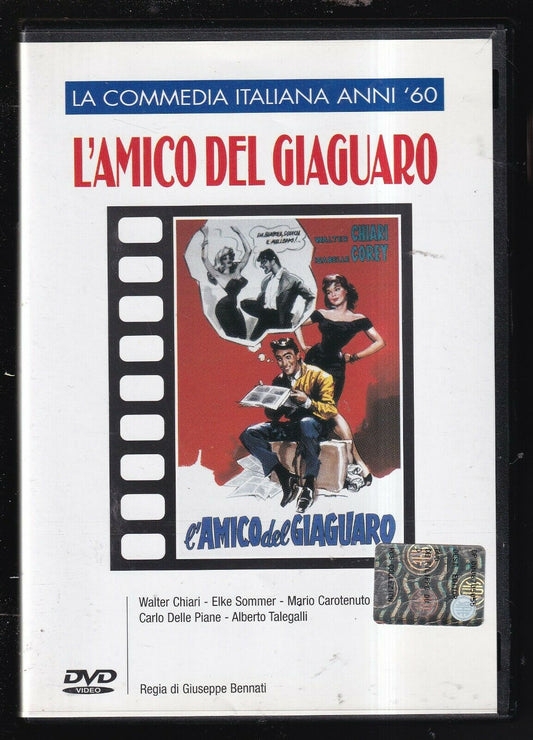 LA COMMEDIA ITALIANA ANNI '60
L'AMICO DEL GIAGUARO
WALTER CHIARI
ISABELLE COREY
l'AMICO del GIAGUARO
Walter Chiari - Elke Sommer - Mario Carotenuto
Carlo Delle Piane - Alberto Talegalli
DVD
VIDEO
Regia di Giuseppe Bennati